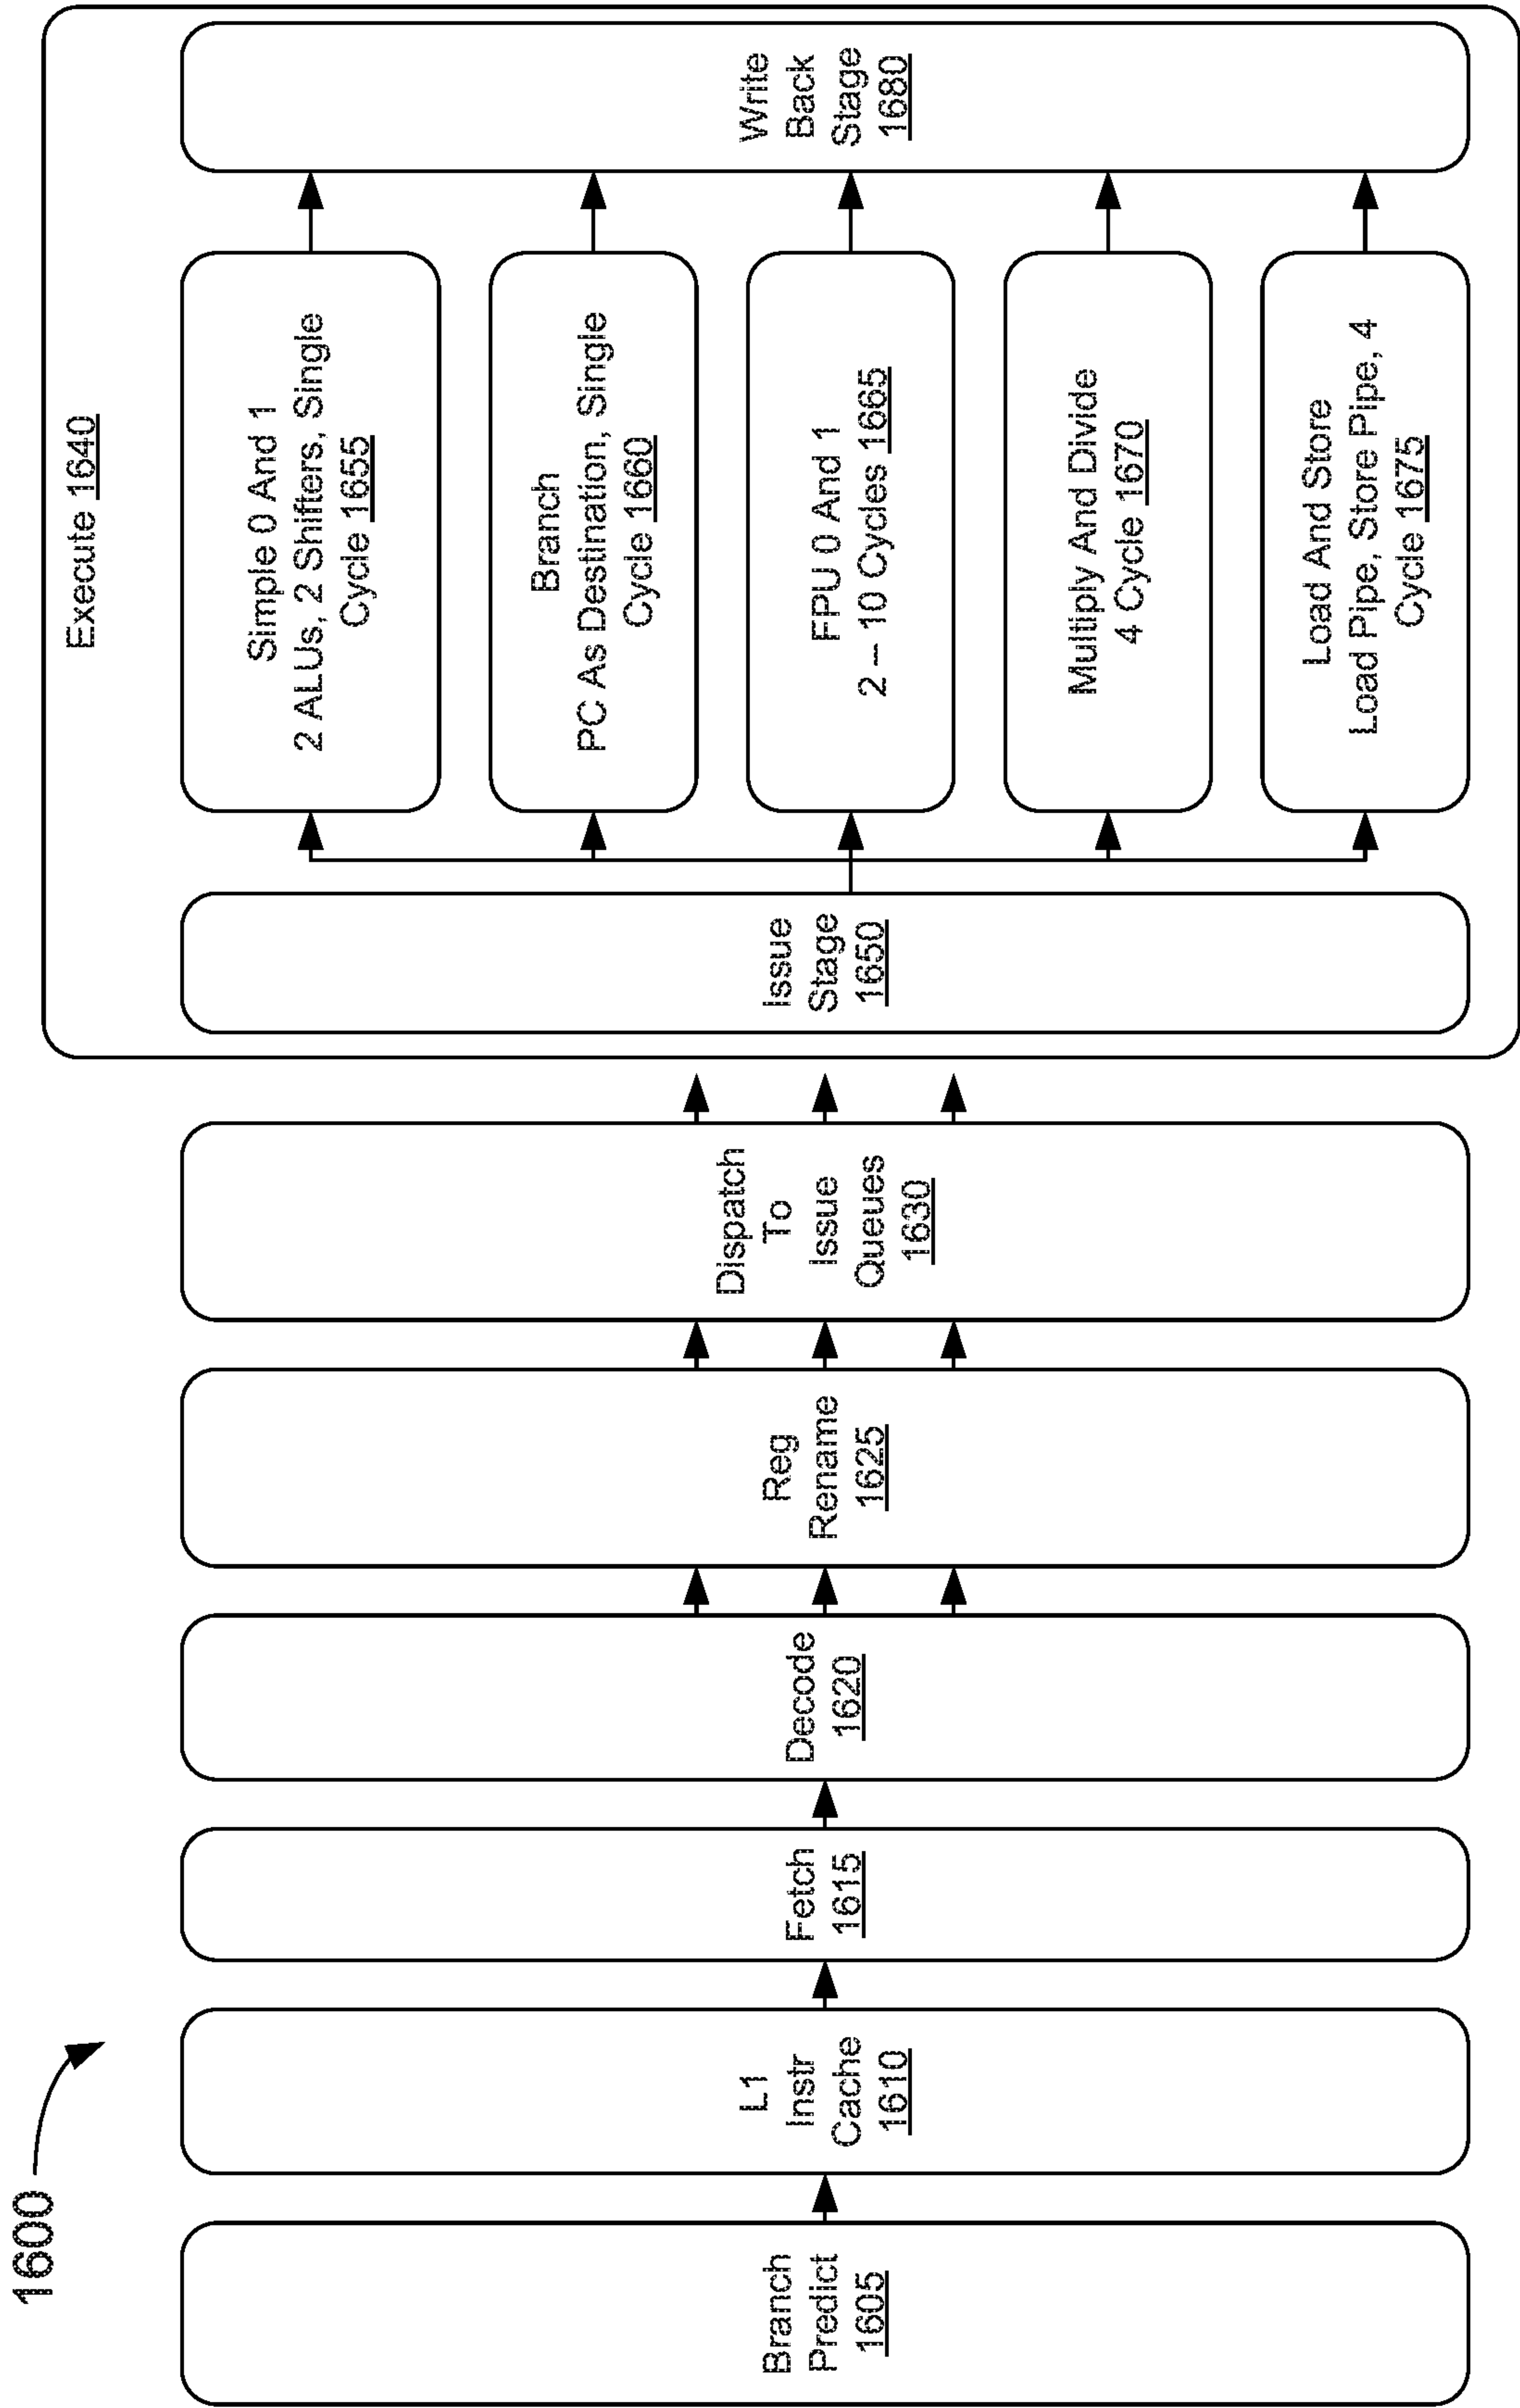 1600
Branch
Predict
1605
L1
Instr
Cache
1610
Fetch
1615
Decode
1620
Reg
Rename
1625
Dispatch
To
Issue
Queues
1630
Execute 1640
Issue
Stage
1650
Simple 0 And 1
2 ALUs, 2 Shifters, Single
Cycle 1655
Branch
PC As Destination, Single
Cycle 1660
FPU 0 And 1
2 – 10 Cycles 1665
Multiply And Divide
4 Cycle 1670
Load And Store
Load Pipe, Store Pipe, 4
Cycle 1675
Write
Back
Stage
1680